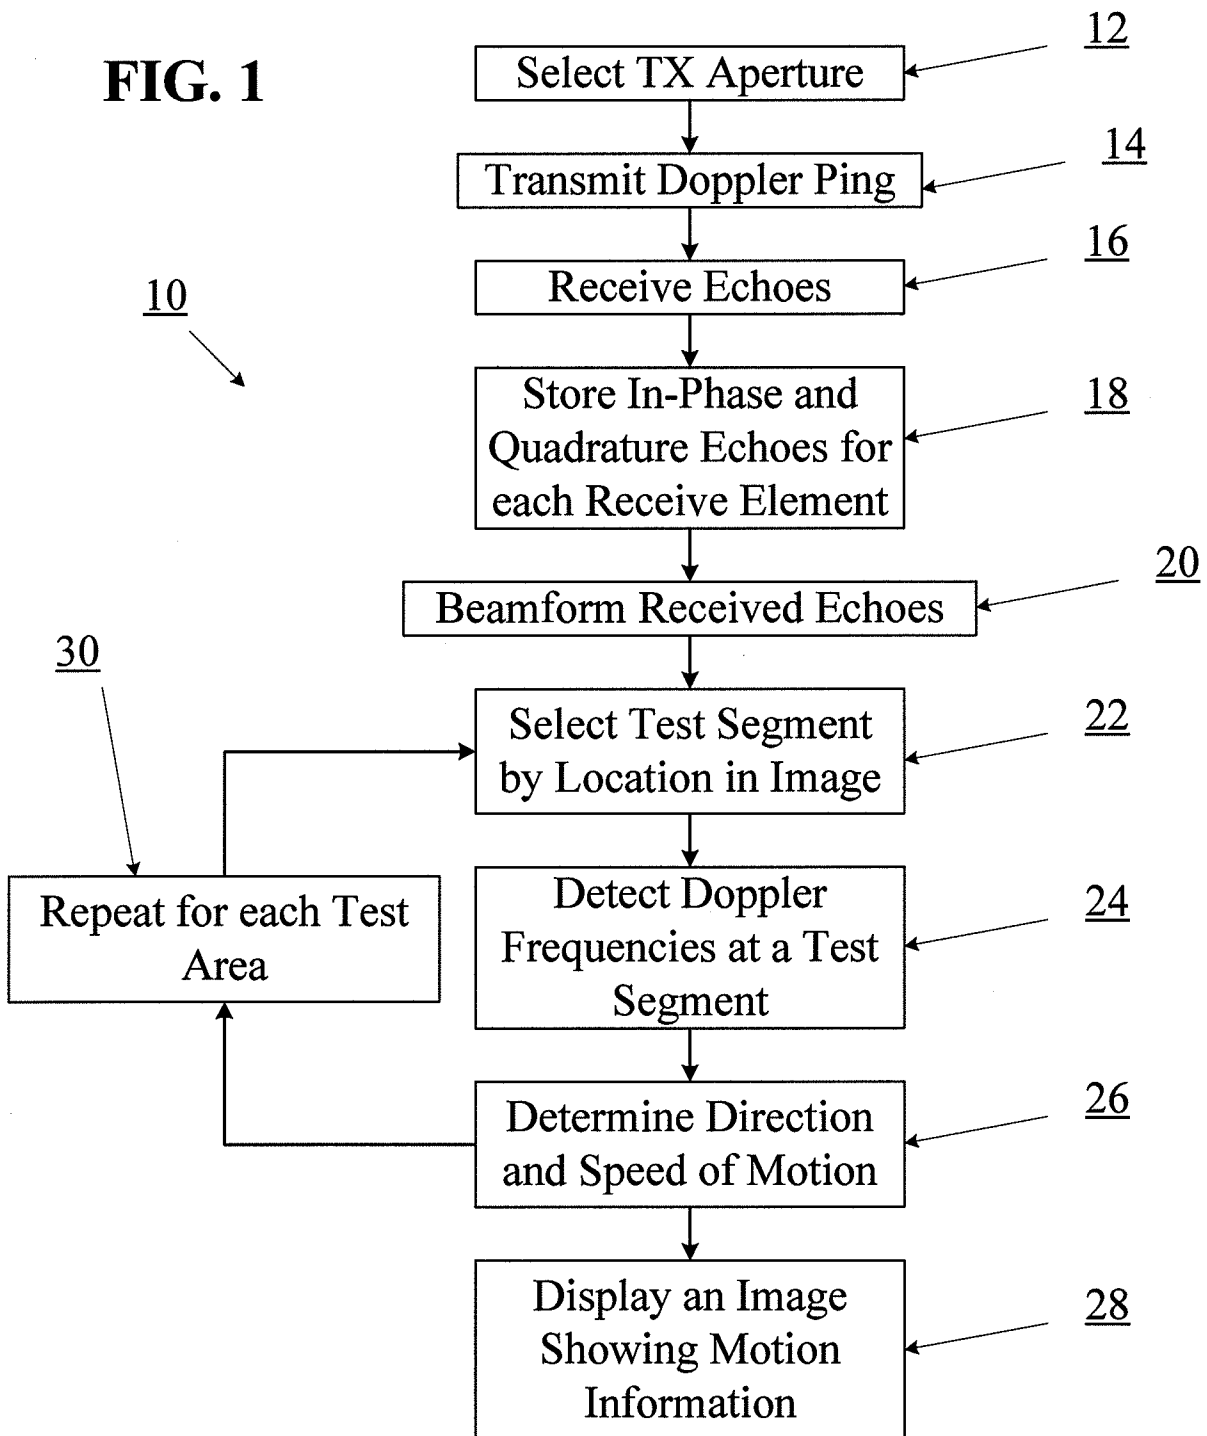 FIG. 1
12
Select TX Aperture
14
Transmit Doppler Ping
16
Receive Echoes
10
18
Store In-Phase and
Quadrature Echoes for
each Receive Element
20
Beamform Received Echoes
30
22
Select Test Segment
by Location in Image
Repeat for each Test
Area
24
Detect Doppler
Frequencies at a Test
Segment
26
Determine Direction
and Speed of Motion
28
Display an Image
Showing Motion
Information